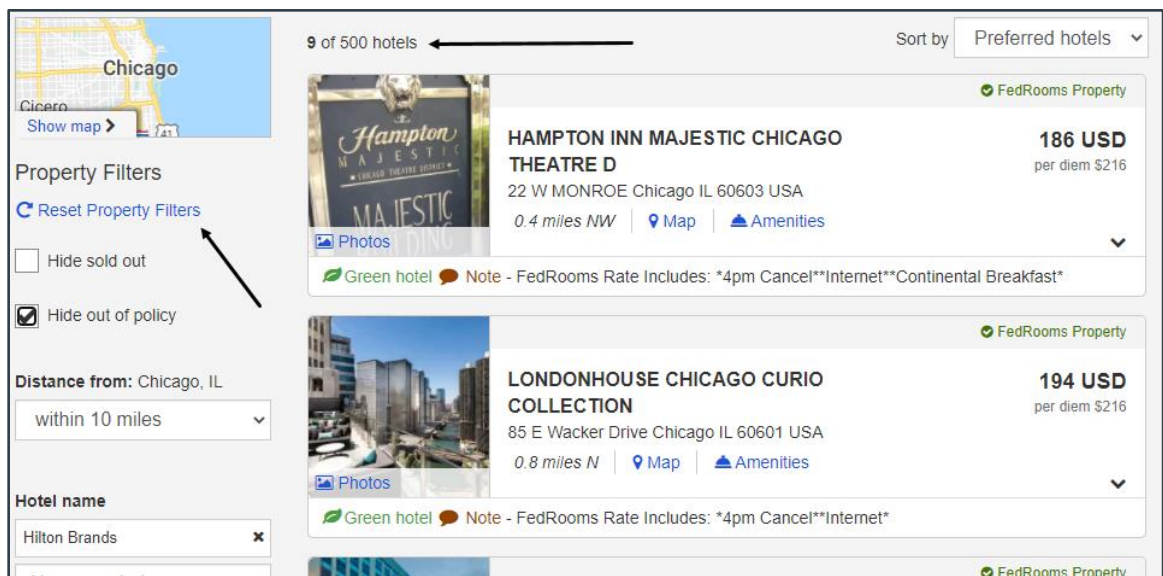 Chicago
Cicero
Show map
41
Property Filters
Reset Property Filters
Hide sold out
Hide out of policy
Distance from: Chicago, IL
within 10 miles
Hotel name
Hilton Brands
9 of 500 hotels
Sort by Preferred hotels
FedRooms Property
Hampton
MAJESTIC
CHICAGO THEATRE DISTRICT
MAJESTIC
BUILDING
Photos
HAMPTON INN MAJESTIC CHICAGO
THEATRE D
22 W MONROE Chicago IL 60603 USA
0.4 miles NW Map Amenities
186 USD
per diem $216
Green hotel Note - FedRooms Rate Includes: *4pm Cancel**Internet**Continental Breakfast*
FedRooms Property
Photos
LONDONHOUSE CHICAGO CURIO
COLLECTION
85 E Wacker Drive Chicago IL 60601 USA
0.8 miles N Map Amenities
194 USD
per diem $216
Green hotel Note - FedRooms Rate Includes: *4pm Cancel**Internet*
FedRooms Property